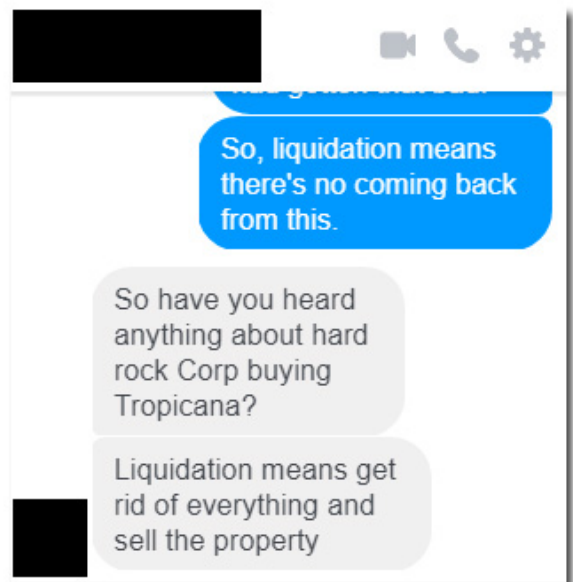 So, liquidation means
there's no coming back
from this.
So have you heard
anything about hard
rock Corp buying
Tropicana?
Liquidation means get
rid of everything and
sell the property